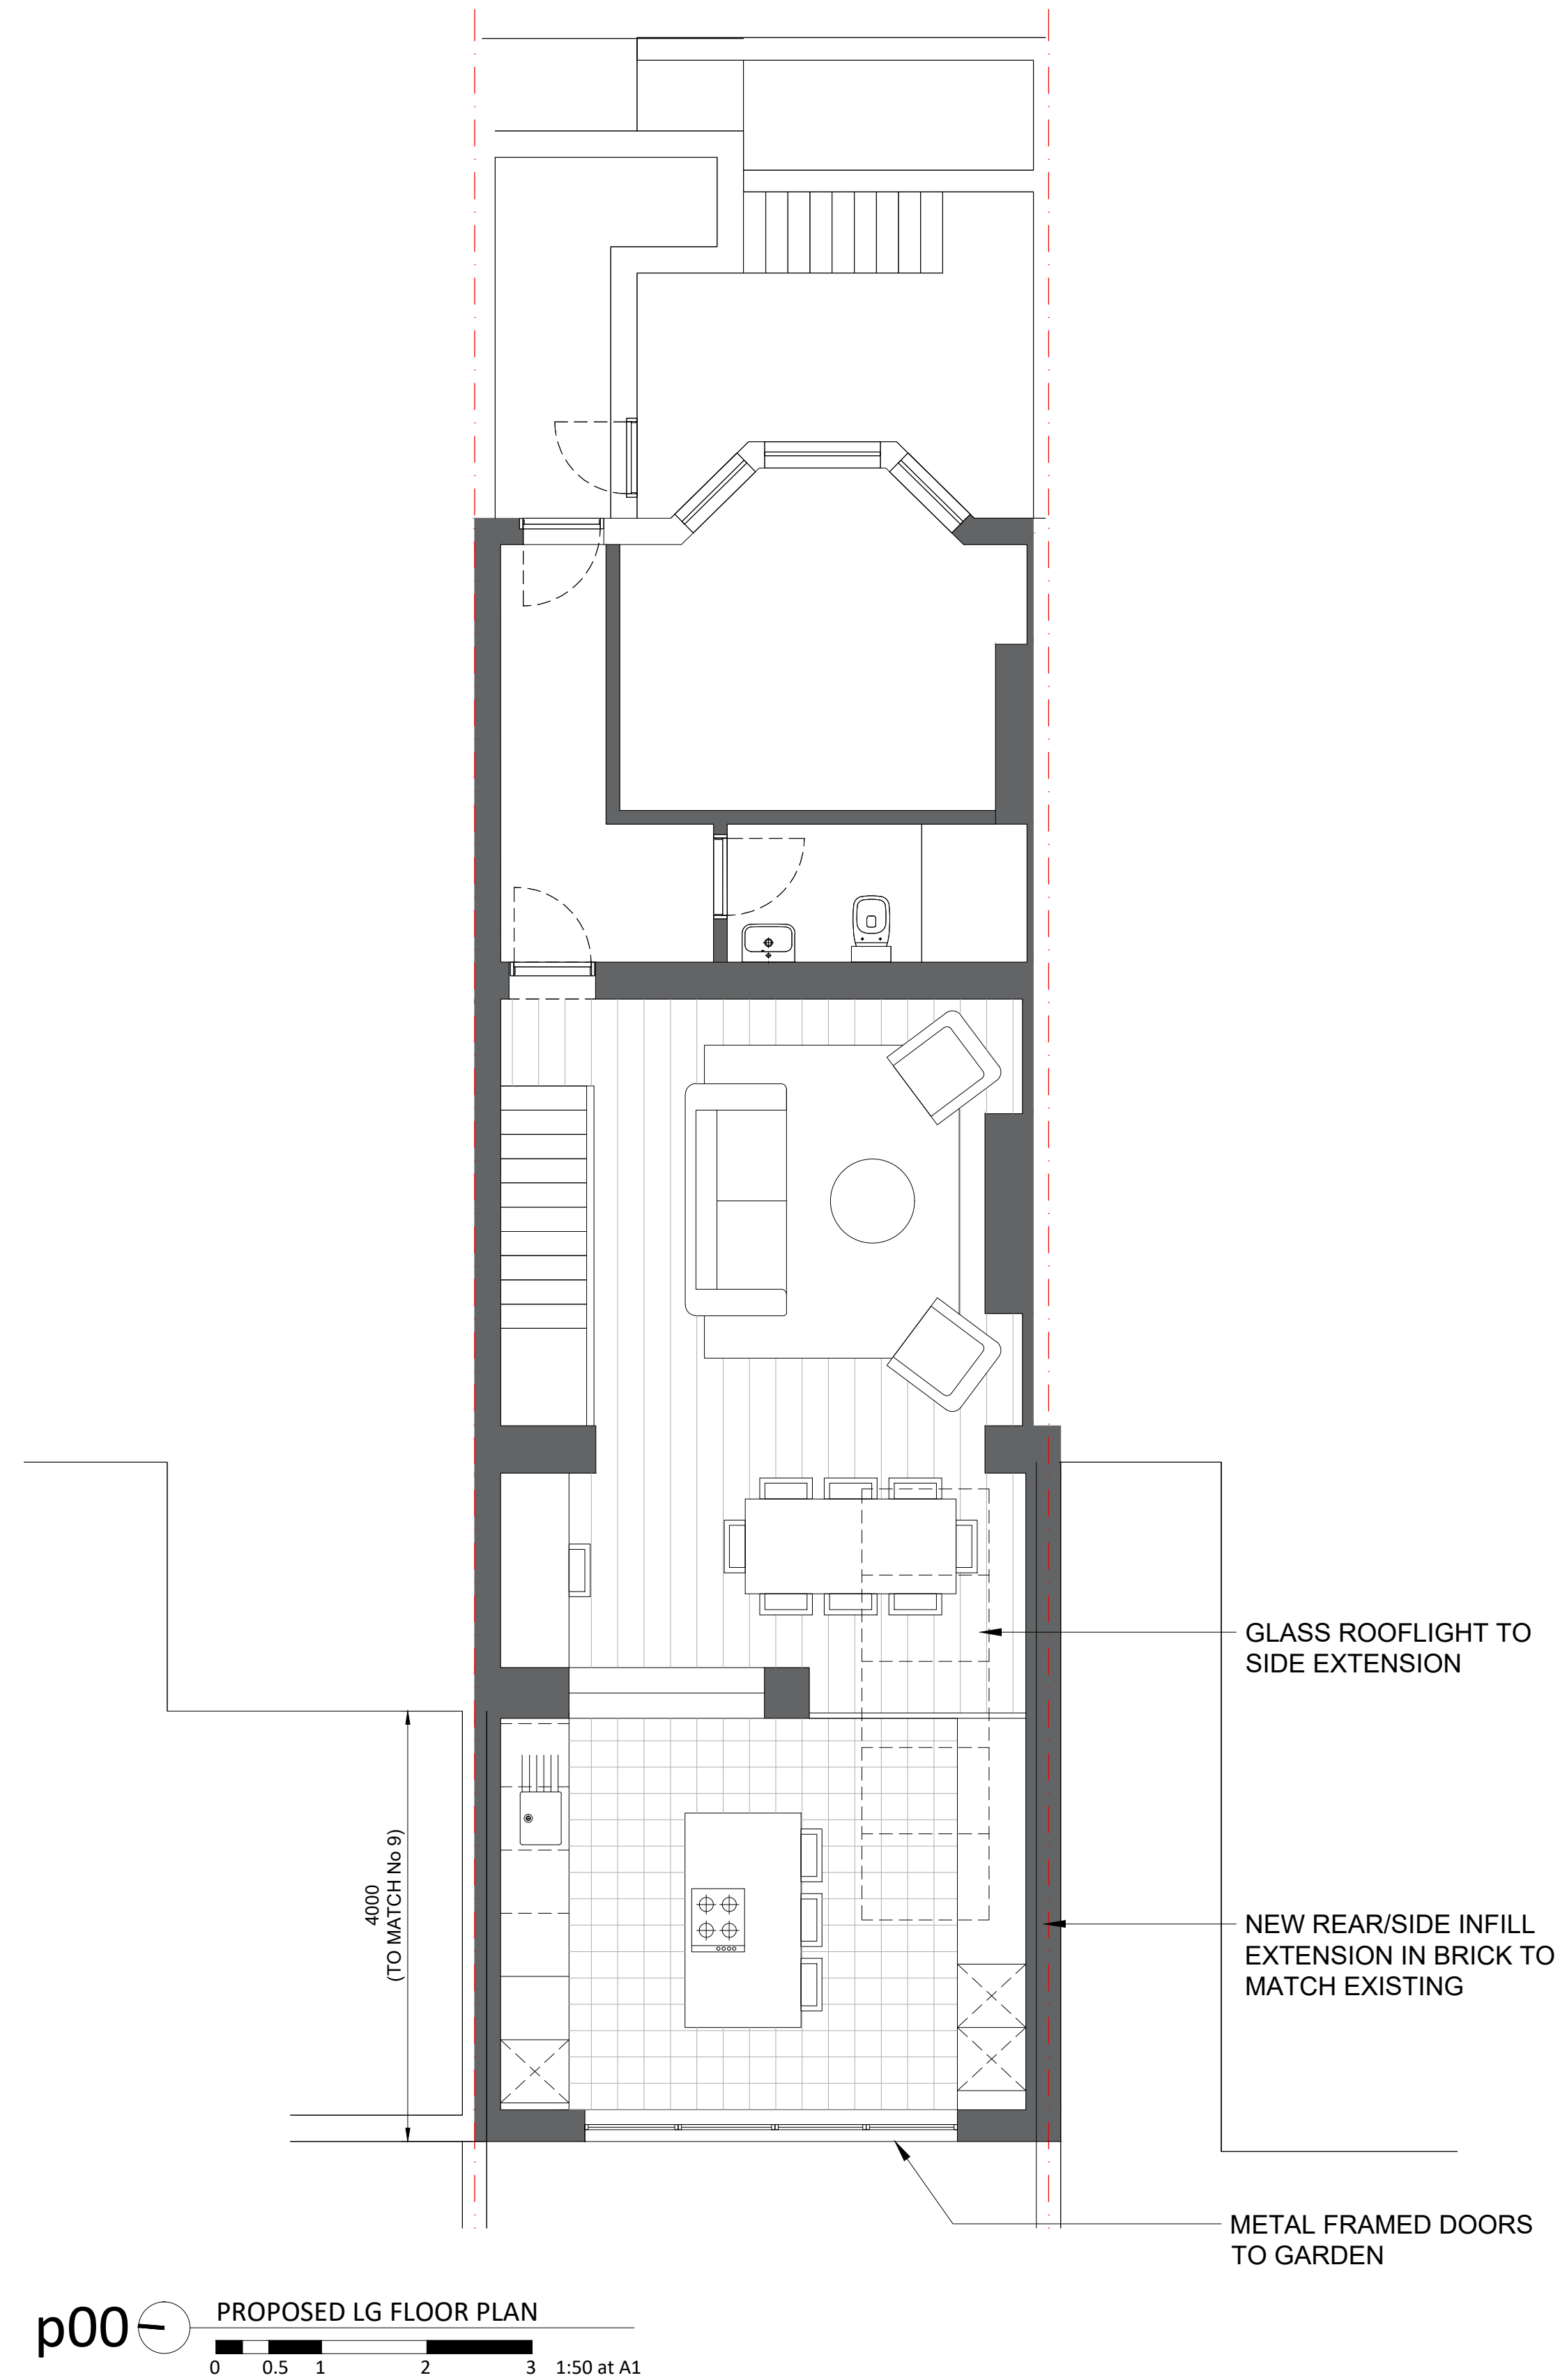 GLASS ROOFLIGHT TO
SIDE EXTENSION
4000
(TO MATCH No 9)
NEW REAR/SIDE INFILL
EXTENSION IN BRICK TO
MATCH EXISTING
METAL FRAMED DOORS
TO GARDEN
p00
PROPOSED LG FLOOR PLAN
0 0.5 1 2 3 1:50 at A1